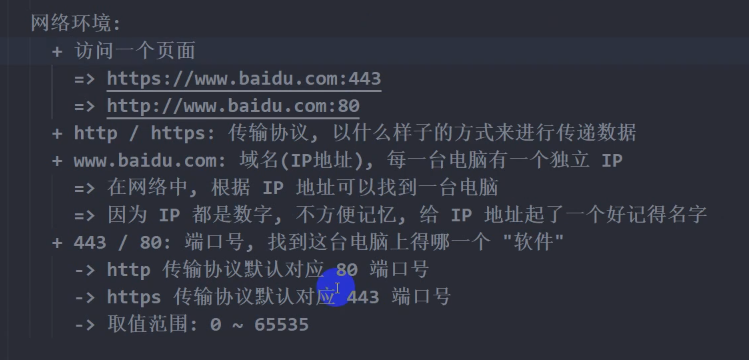 网络环境:
+ 访问一个页面
=> https://www.baidu.com:443
=> http://www.baidu.com:80
+ http / https: 传输协议, 以什么样子的方式来进行传递数据
+ www.baidu.com: 域名(IP地址), 每一台电脑有一个独立 IP
=> 在网络中, 根据 IP 地址可以找到一台电脑
=> 因为 IP 都是数字, 不方便记忆, 给 IP 地址起了一个好记得名字
+ 443 / 80: 端口号, 找到这台电脑上得哪一个 "软件"
-> http 传输协议默认对应 80 端口号
-> https 传输协议默认对应 443 端口号
-> 取值范围: 0 ~ 65535